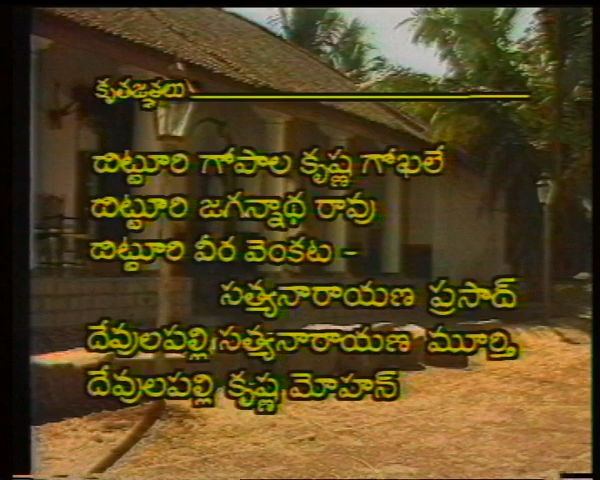 కృతజ్ఞతలు
చిట్టూరి గోపాల కృష్ణ గోఖలే
చిట్టూరి జగన్నాథ రావు
చిట్టూరి వీర వెంకట -
సత్యనారాయణ ప్రసాద్
దేవులపల్లి సత్యనారాయణ మూర్తి
దేవులపల్లి కృష్ణ మోహన్